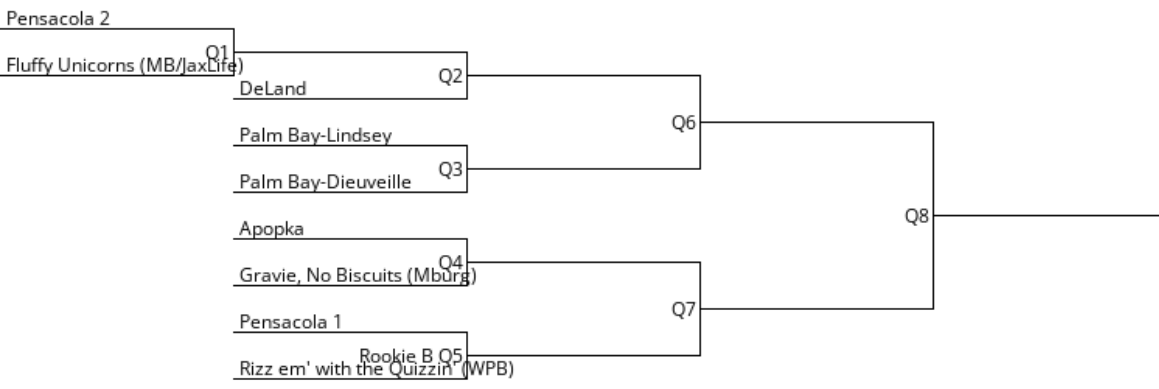 Pensacola 2
Q1
Fluffy Unicorns (MB/JaxLife)
Q2
DeLand
Q6
Palm Bay-Lindsey
Q3
Palm Bay-Dieuveille
Q8
Apopka
Q4
Gravie, No Biscuits (Mburg)
Q7
Pensacola 1
Rookie B Q5
Rizz em' with the Quizzin' (WPB)